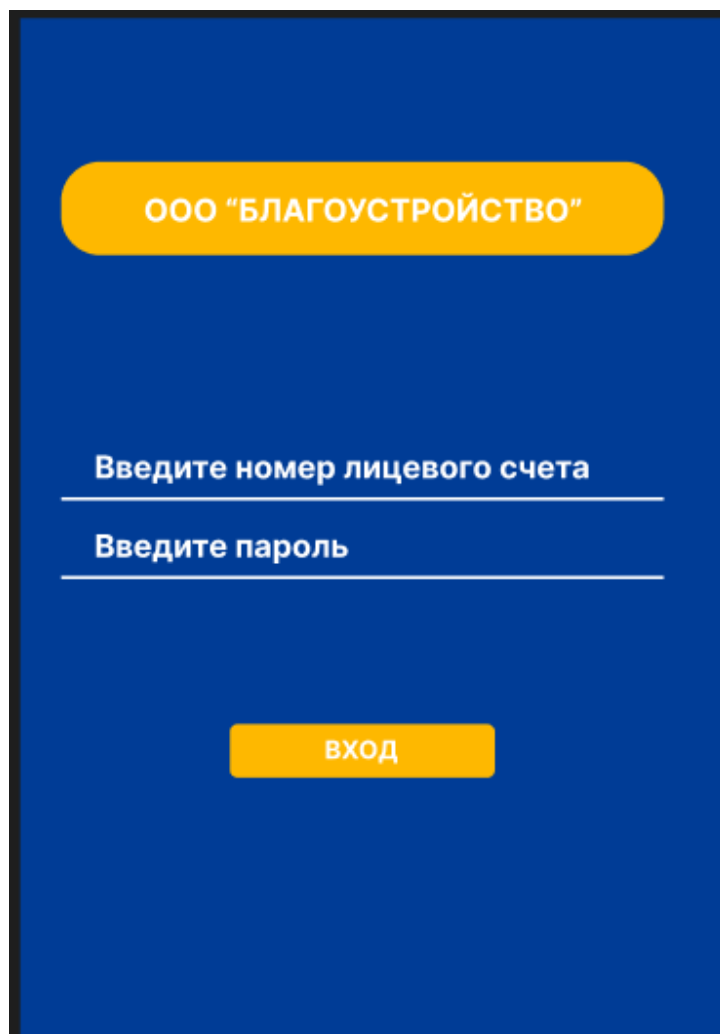 ООО “БЛАГОУСТРОЙСТВО”
Введите номер лицевого счета
Введите пароль
ВХОД